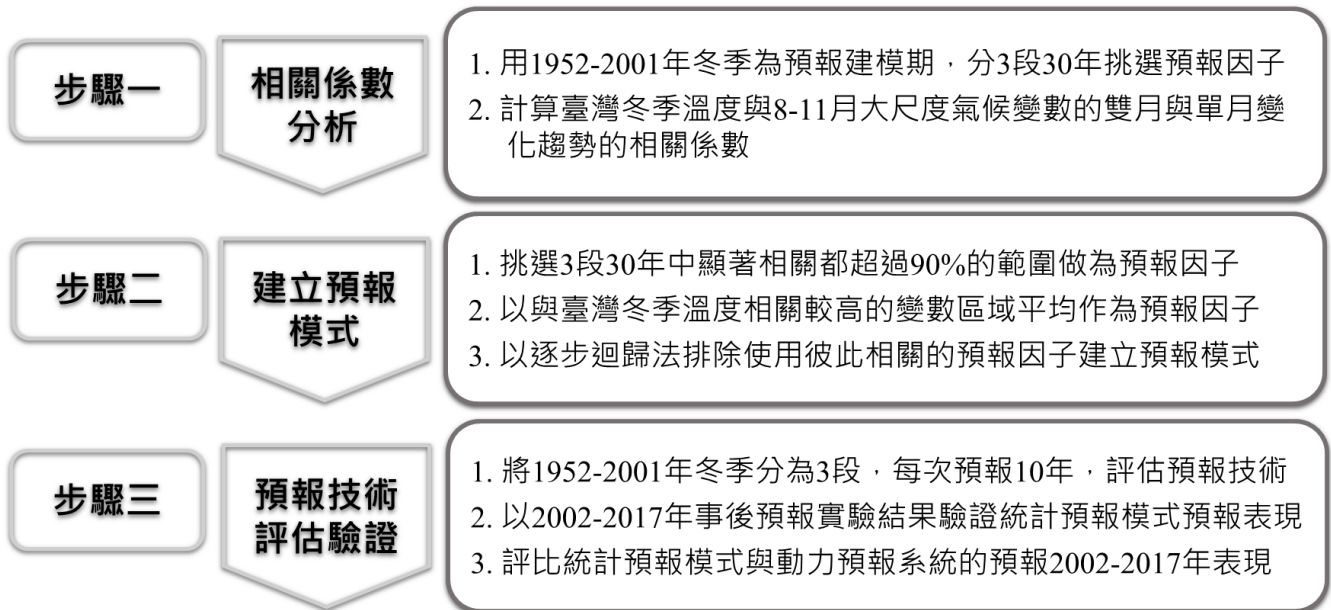 步驟一
相關係數
分析
1. 用1952-2001年冬季為預報建模期，分3段30年挑選預報因子
2. 計算臺灣冬季溫度與8-11月大尺度氣候變數的雙月與單月變
化趨勢的相關係數
步驟二
建立預報
模式
1. 挑選3段30年中顯著相關都超過90%的範圍做為預報因子
2. 以與臺灣冬季溫度相關較高的變數區域平均作為預報因子
3. 以逐步迴歸法排除使用彼此相關的預報因子建立預報模式
步驟三
預報技術
評估驗證
1. 將1952-2001年冬季分為3段，每次預報10年，評估預報技術
2. 以2002-2017年事後預報實驗結果驗證統計預報模式預報表現
3. 評比統計預報模式與動力預報系統的預報2002-2017年表現